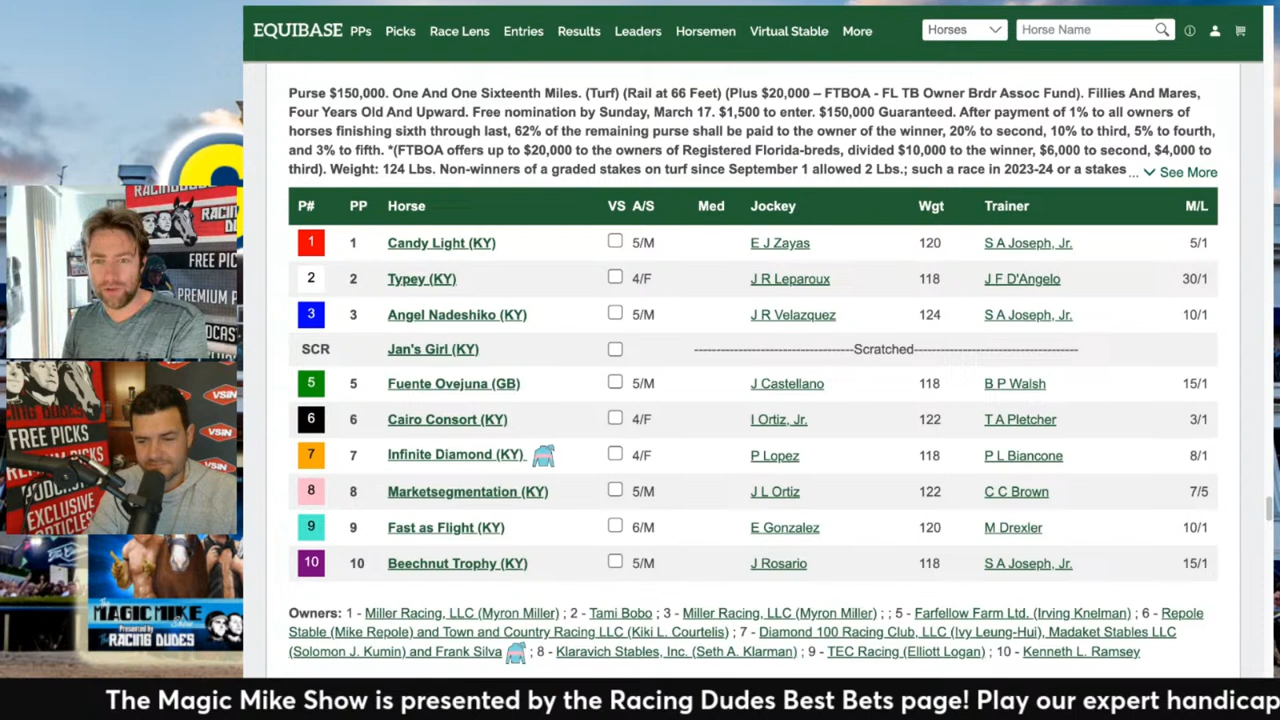 EQUIBASE PPs Picks Race Lens Entries Results Leaders Horsemen Virtual Stable More Horses Horse Name
Purse $150,000. One And One Sixteenth Miles. (Turf) (Rail at 66 Feet) (Plus $20,000 – FTBOA - FL TB Owner Brdr Assoc Fund). Fillies And Mares,
Four Years Old And Upward. Free nomination by Sunday, March 17. $1,500 to enter. $150,000 Guaranteed. After payment of 1% to all owners of
horses finishing sixth through last, 62% of the remaining purse shall be paid to the owner of the winner, 20% to second, 10% to third, 5% to fourth,
and 3% to fifth. *(FTBOA offers up to $20,000 to the owners of Registered Florida-breds, divided $10,000 to the winner, $6,000 to second, $4,000 to
third). Weight: 124 Lbs. Non-winners of a graded stakes on turf since September 1 allowed 2 Lbs.; such a race in 2023-24 or a stakes ... See More
P# PP Horse VS A/S Med Jockey Wgt Trainer M/L
1 1 Candy Light (KY) 5/M E J Zayas 120 S A Joseph, Jr. 5/1
2 2 Typey (KY) 4/F J R Leparoux 118 J F D'Angelo 30/1
3 3 Angel Nadeshiko (KY) 5/M J R Velazquez 124 S A Joseph, Jr. 10/1
SCR Jan's Girl (KY) ----------------------------------------Scratched----------------------------------------
5 5 Fuente Ovejuna (GB) 5/M J Castellano 118 B P Walsh 15/1
6 6 Cairo Consort (KY) 4/F I Ortiz, Jr. 122 T A Pletcher 3/1
7 7 Infinite Diamond (KY) 4/F P Lopez 118 P L Biancone 8/1
8 8 Marketsegmentation (KY) 5/M J L Ortiz 122 C C Brown 7/5
9 9 Fast as Flight (KY) 6/M E Gonzalez 120 M Drexler 10/1
10 10 Beechnut Trophy (KY) 5/M J Rosario 118 S A Joseph, Jr. 15/1
Owners: 1 - Miller Racing, LLC (Myron Miller) ; 2 - Tami Bobo ; 3 - Miller Racing, LLC (Myron Miller) ; ; 5 - Farfellow Farm Ltd. (Irving Knelman) ; 6 - Repole
Stable (Mike Repole) and Town and Country Racing LLC (Kiki L. Courtelis) ; 7 - Diamond 100 Racing Club, LLC (Ivy Leung-Hui), Madaket Stables LLC
(Solomon J. Kumin) and Frank Silva ; 8 - Klaravich Stables, Inc. (Seth A. Klarman) ; 9 - TEC Racing (Elliott Logan) ; 10 - Kenneth L. Ramsey
RACING
FREE PICKS
PREMIUM
RACING DUDES
VSiN
FREE PICKS
VSiN
PODCAST
VSiN
EXCLUSIVE
ARTICLES
The
MAGIC MIKE
SHOW
Presented by
THE RACING DUDES
The Magic Mike Show is presented by the Racing Dudes Best Bets page! Play our expert handicap